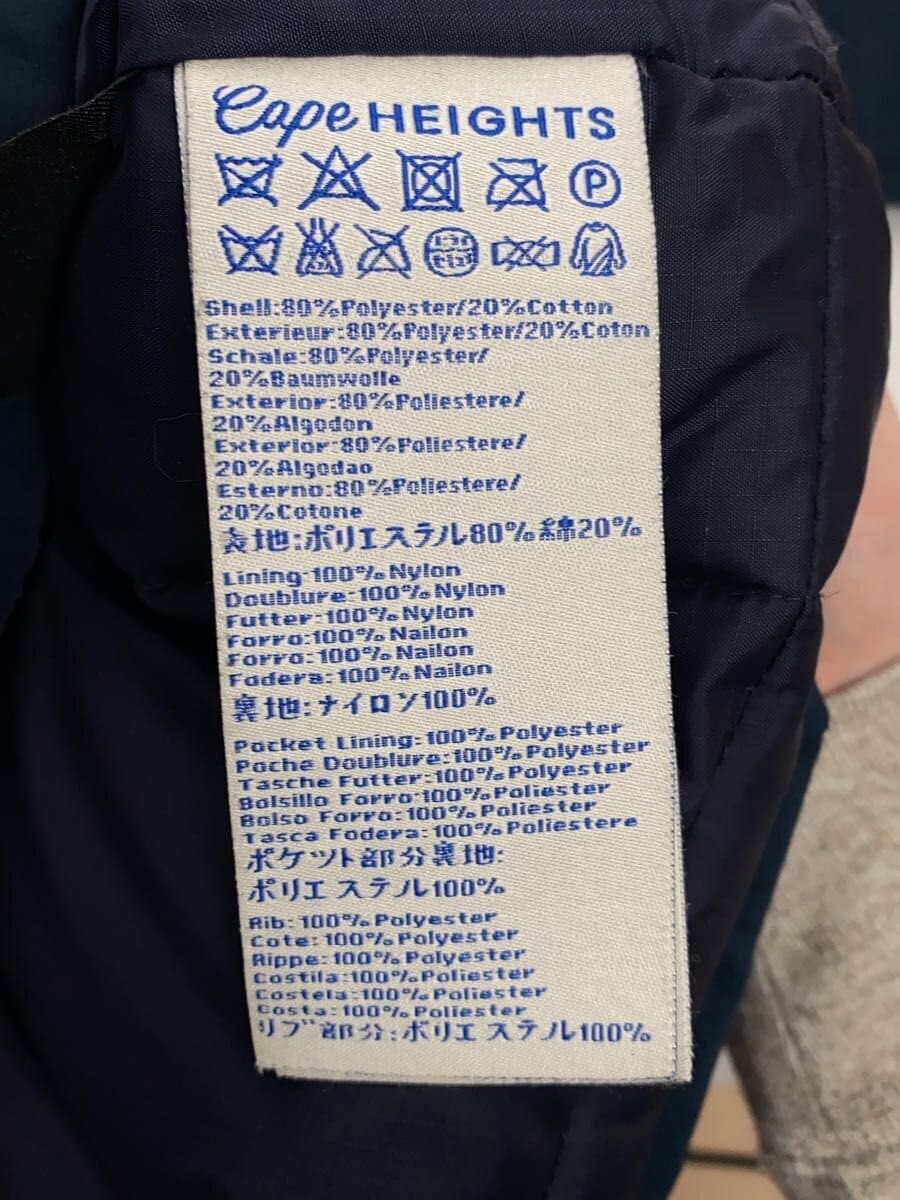 Cape HEIGHTS
P
Shell:80%Polyester/20%Cotton
Exterieur:80%Polyester/20%Coton
Schale:80%Polyester/
20%Baumwolle
Exterior:80%Poliestere/
20%Algodon
Exterior:80%Poliestere/
20%Algodao
Esterno:80%Poliestere/
20%Cotone
表地:ポリエステル80%綿20%
Lining:100%Nylon
Doublure:100%Nylon
Futter:100%Nylon
Forro:100%Nailon
Forro:100%Nailon
Fodera:100%Nailon
裏地:ナイロン100%
Pocket Lining:100%Polyester
Poche Doublure:100%Polyester
Tasche Futter:100%Polyester
Bolsillo Forro:100%Poliester
Bolso Forro:100%Poliester
Tasca Fodera:100%Poliestere
ポケット部分裏地:
ポリエステル100%
Rib:100%Polyester
Cote:100%Polyester
Rippe:100%Polyester
Costila:100%Poliester
Costela:100%Poliester
Costa:100%Poliester
リブ部分:ポリエステル100%